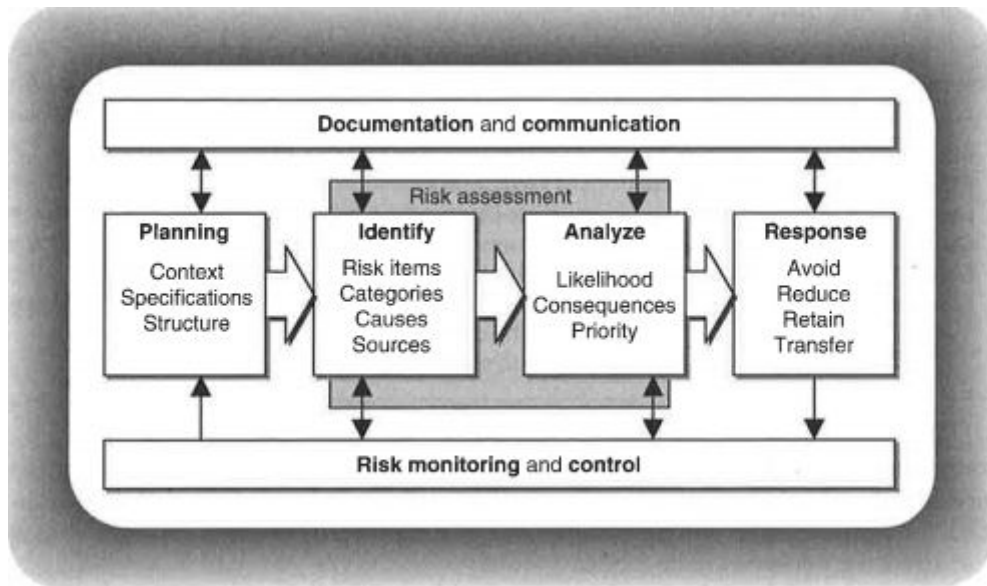 Documentation and communication
Risk assessment
Planning
Context
Specifications
Structure
Identify
Risk items
Categories
Causes
Sources
Analyze
Likelihood
Consequences
Priority
Response
Avoid
Reduce
Retain
Transfer
Risk monitoring and control